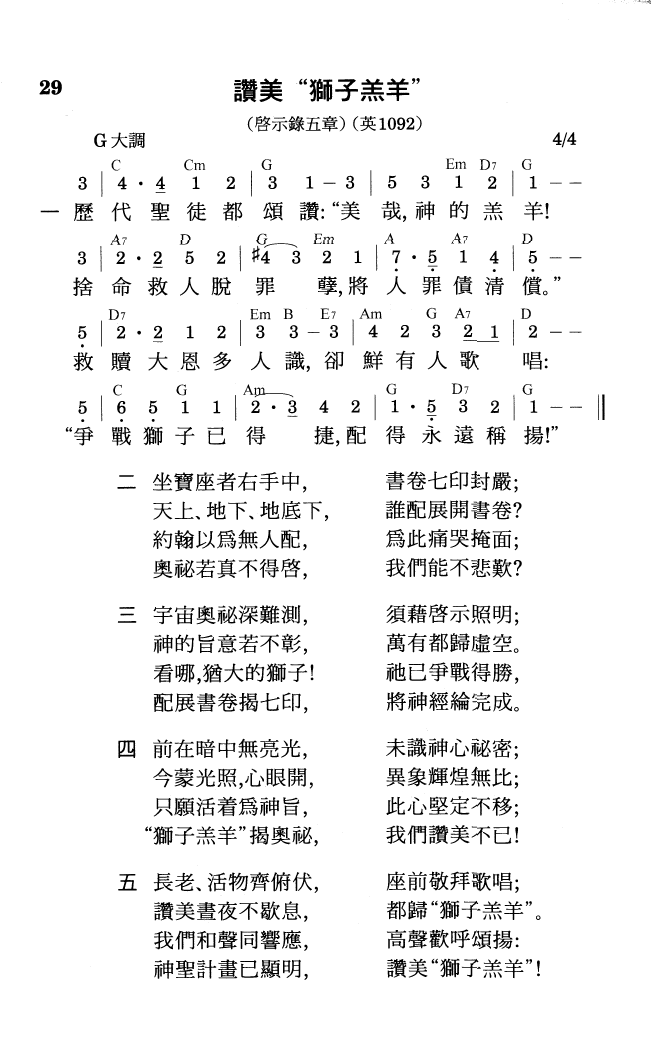 29
讚美“獅子羔羊”
(啓示錄五章)(英1092)
G大調 4/4
C Cm G Em D7 G
3 | 4 · 4 1 2 | 3 1 – 3 | 5 3 1 2 | 1 – –
一 歷代聖徒都頌讚:“美哉,神的羔羊!
A7 D G Em A A7 D
3 | 2 · 2 5 2 | #4 3 2 1 | 7 · 5 1 4 | 5 – –
捨命救人脫罪孽,將人罪債清償。”
D7 Em B E7 Am G A7 D
5 | 2 · 2 1 2 | 3 3 – 3 | 4 2 3 2 1 | 2 – –
救贖大恩多人識,卻鮮有人歌唱:
C G Am G D7 G
5 | 6 5 1 1 | 2 · 3 4 2 | 1 · 5 3 2 | 1 – – ||
“爭戰獅子已得捷,配得永遠稱揚!”
二 坐寶座者右手中, 書卷七印封嚴;
天上、地下、地底下, 誰配展開書卷?
約翰以爲無人配, 爲此痛哭掩面;
奧祕若真不得啓, 我們能不悲歎?
三 宇宙奧祕深難測, 須藉啓示照明;
神的旨意若不彰, 萬有都歸虛空。
看哪,猶大的獅子! 祂已爭戰得勝,
配展書卷揭七印, 將神經綸完成。
四 前在暗中無亮光, 未識神心祕密;
今蒙光照,心眼開, 異象輝煌無比;
只願活着爲神旨, 此心堅定不移;
“獅子羔羊”揭奧祕, 我們讚美不已!
五 長老、活物齊俯伏, 座前敬拜歌唱;
讚美晝夜不歇息, 都歸“獅子羔羊”。
我們和聲同響應, 高聲歡呼頌揚:
神聖計畫已顯明, 讚美“獅子羔羊”!